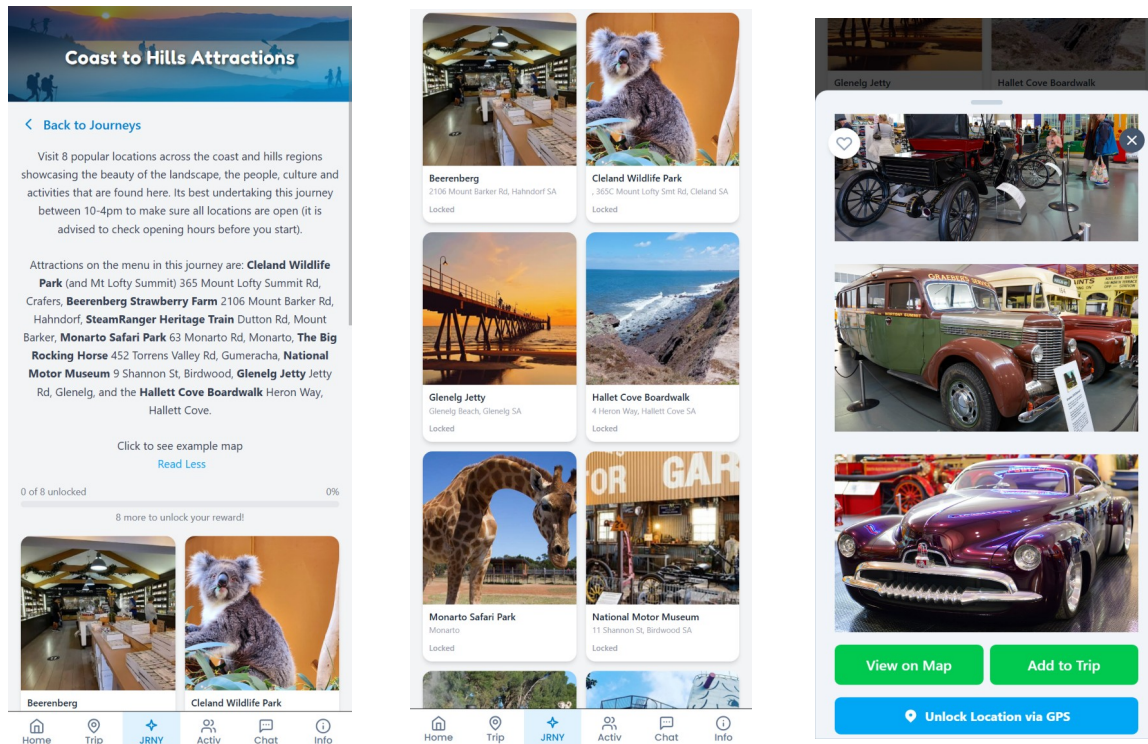 Coast to Hills Attractions
Back to Journeys
Visit 8 popular locations across the coast and hills regions
showcasing the beauty of the landscape, the people, culture and
activities that are found here. Its best undertaking this journey
between 10-4pm to make sure all locations are open (it is
advised to check opening hours before you start).
Attractions on the menu in this journey are: Cleland Wildlife
Park (and Mt Lofty Summit) 365 Mount Lofty Summit Rd,
Crafers, Beerenberg Strawberry Farm 2106 Mount Barker Rd,
Hahndorf, SteamRanger Heritage Train Dutton Rd, Mount
Barker, Monarto Safari Park 63 Monarto Rd, Monarto, The Big
Rocking Horse 452 Torrens Valley Rd, Gumeracha, National
Motor Museum 9 Shannon St, Birdwood, Glenelg Jetty Jetty
Rd, Glenelg, and the Hallett Cove Boardwalk Heron Way,
Hallett Cove.
Click to see example map
Read Less
0 of 8 unlocked
0%
8 more to unlock your reward!
Beerenberg
Cleland Wildlife Park
Home
Trip
JRNY
Activ
Chat
Info
Beerenberg
2106 Mount Barker Rd, Hahndorf SA
Locked
Cleland Wildlife Park
, 365C Mount Lofty Smt Rd, Cleland SA
Locked
Glenelg Jetty
Glenelg Beach, Glenelg SA
Locked
Hallet Cove Boardwalk
4 Heron Way, Hallett Cove SA
Locked
OR
GAR
Monarto Safari Park
Monarto
Locked
National Motor Museum
11 Shannon St, Birdwood SA
Locked
Home
Trip
JRNY
Activ
Chat
Info
Glenelg Jetty
Hallet Cove Boardwalk
GRAEBER'S
View on Map
Add to Trip
Unlock Location via GPS